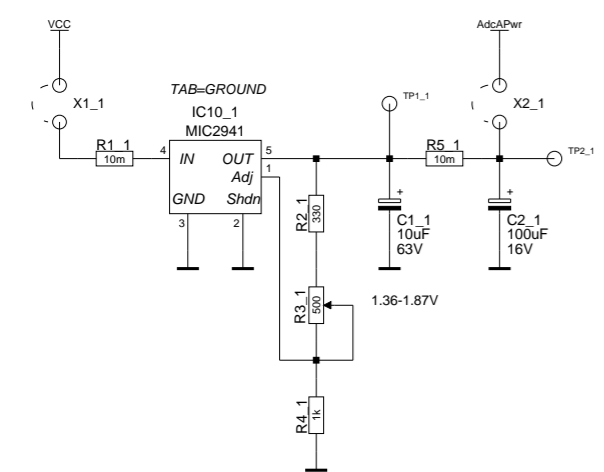 VCC
AdcAPwr
X1_1
TAB=GROUND
IC10_1
MIC2941
TP1_1
X2_1
R1_1
10m
4
IN
OUT
5
Adj
1
GND
Shdn
3
2
R5_1
10m
TP2_1
R2_1
330
+
C1_1
10uF
63V
+
C2_1
100uF
16V
R3_1
500
1.36-1.87V
R4_1
1k